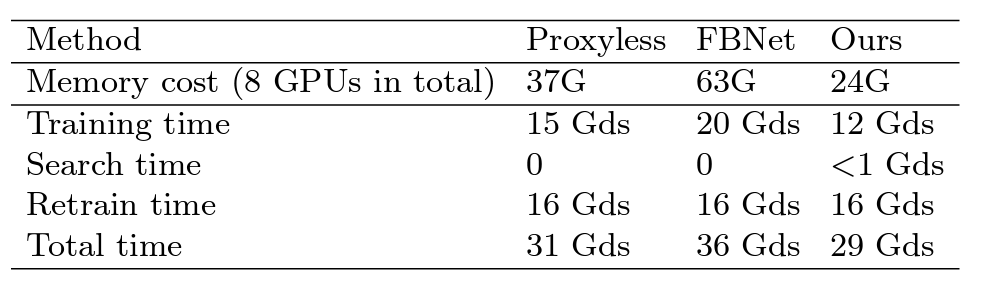 Method Proxyless FBNet Ours
Memory cost (8 GPUs in total) 37G 63G 24G
Training time 15 Gds 20 Gds 12 Gds
Search time 0 0 <1 Gds
Retrain time 16 Gds 16 Gds 16 Gds
Total time 31 Gds 36 Gds 29 Gds